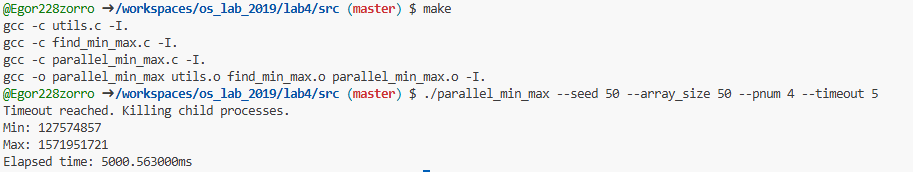 @Egor228zorro ➜/workspaces/os_lab_2019/lab4/src (master) $ make
gcc -c utils.c -I.
gcc -c find_min_max.c -I.
gcc -c parallel_min_max.c -I.
gcc -o parallel_min_max utils.o find_min_max.o parallel_min_max.o -I.
@Egor228zorro ➜/workspaces/os_lab_2019/lab4/src (master) $ ./parallel_min_max --seed 50 --array_size 50 --pnum 4 --timeout 5
Timeout reached. Killing child processes.
Min: 127574857
Max: 1571951721
Elapsed time: 5000.563000ms